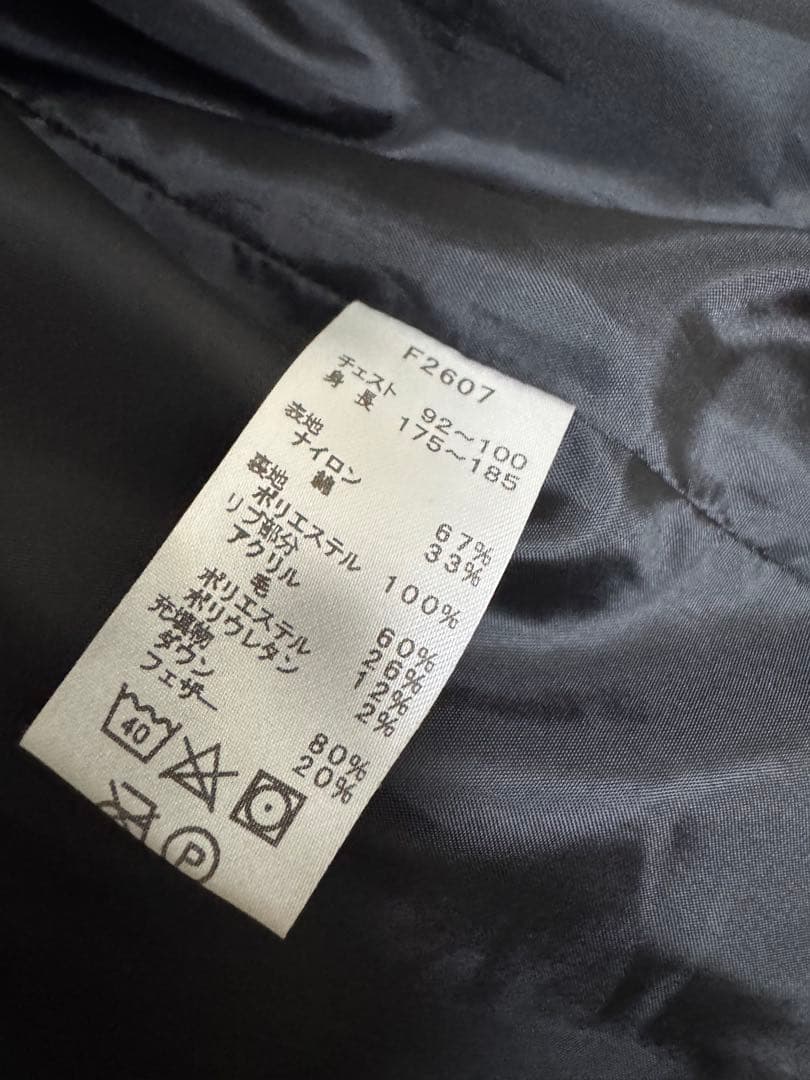 F2607
チェスト 92～100
身長 175～185
表地
ナイロン 67%
綿 33%
裏地
ポリエステル 100%
リブ部分
アクリル 60%
毛 26%
ポリエステル 12%
ポリウレタン 2%
充填物
ダウン 80%
フェザー 20%
40
P